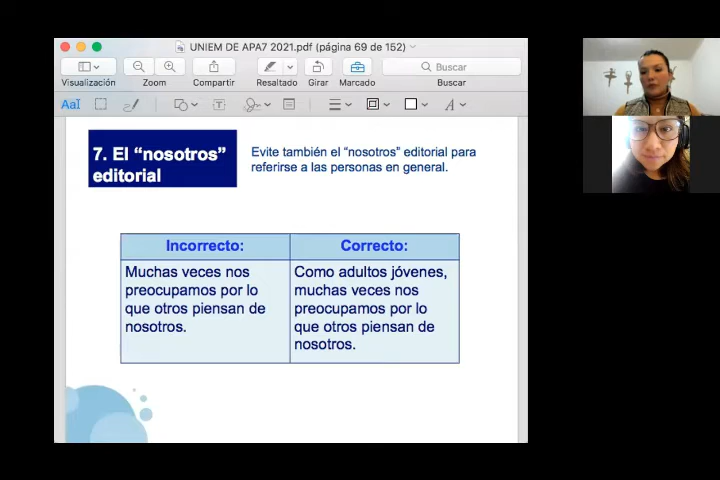 UNIEM DE APA7 2021.pdf (página 69 de 152)
Visualización
Zoom
Compartir
Resaltado
Girar
Marcado
Buscar
Buscar
AaI
T
A
7. El “nosotros”
editorial
Evite también el “nosotros” editorial para
referirse a las personas en general.
Incorrecto:
Muchas veces nos
preocupamos por lo
que otros piensan de
nosotros.
Correcto:
Como adultos jóvenes,
muchas veces nos
preocupamos por lo
que otros piensan de
nosotros.